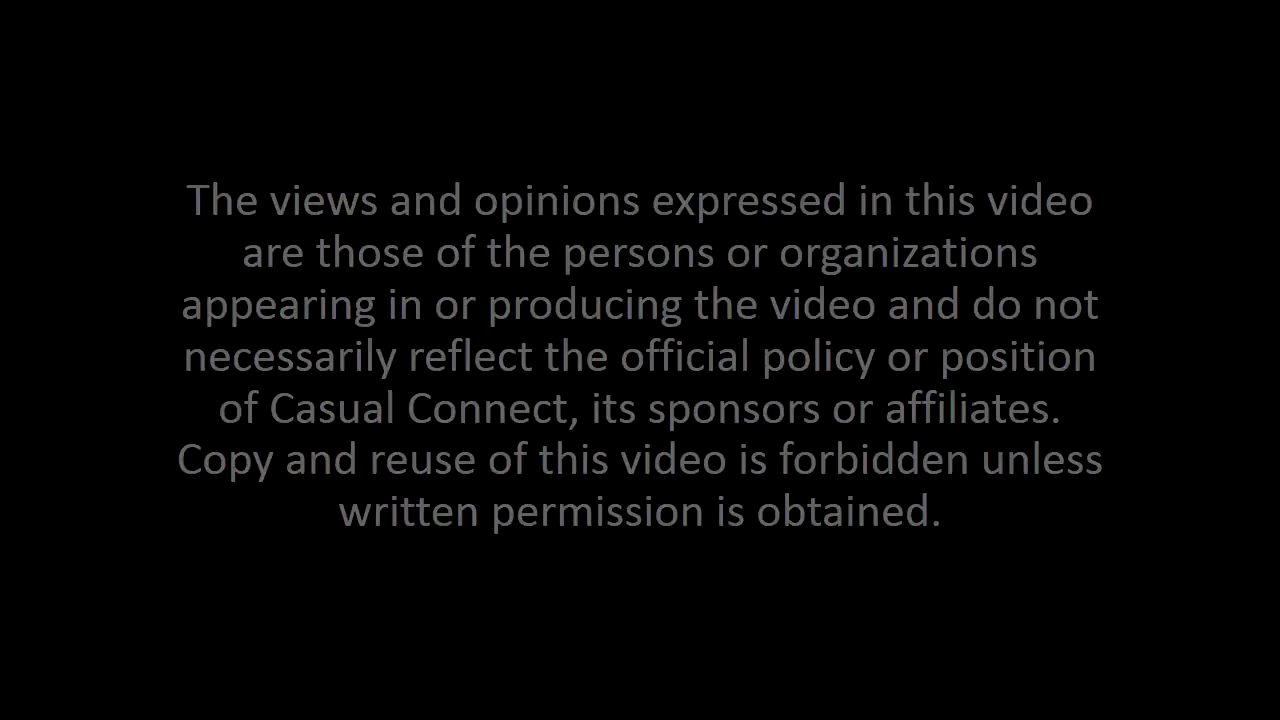 The views and opinions expressed in this video
are those of the persons or organizations
appearing in or producing the video and do not
necessarily reflect the official policy or position
of Casual Connect, its sponsors or affiliates.
Copy and reuse of this video is forbidden unless
written permission is obtained.